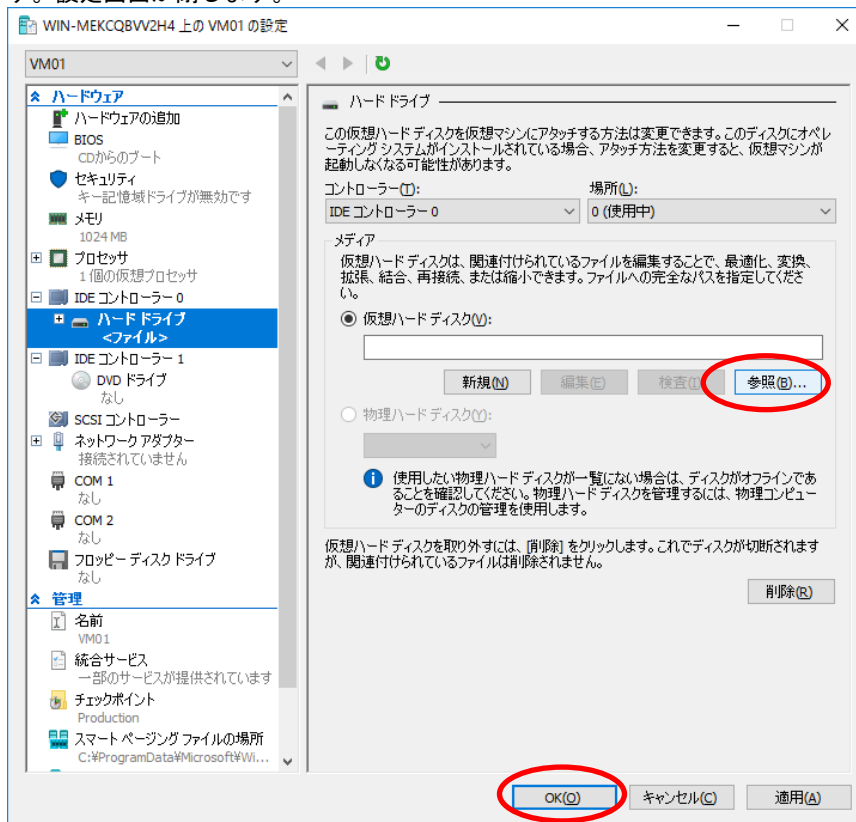 す。設定画面が閉じます。
WIN-MEKCQBVV2H4 上の VM01 の設定
VM01
ハードウェア
ハードウェアの追加
BIOS
CDからのブート
セキュリティ
キー記憶域ドライブが無効です
メモリ
1024 MB
プロセッサ
1 個の仮想プロセッサ
IDE コントローラー 0
ハード ドライブ
<ファイル>
IDE コントローラー 1
DVD ドライブ
なし
SCSI コントローラー
ネットワーク アダプター
接続されていません
COM 1
なし
COM 2
なし
フロッピー ディスク ドライブ
なし
管理
名前
VM01
統合サービス
一部のサービスが提供されています
チェックポイント
Production
スマート ページング ファイルの場所
C:¥ProgramData¥Microsoft¥Wi...
ハード ドライブ
この仮想ハード ディスクを仮想マシンにアタッチする方法は変更できます。このディスクにオペレ
ーティング システムがインストールされている場合、アタッチ方法を変更すると、仮想マシンが
起動しなくなる可能性があります。
コントローラー(T): 場所(L):
IDE コントローラー 0 0 (使用中)
メディア
仮想ハード ディスクは、関連付けられているファイルを編集することで、最適化、変換、
拡張、結合、再接続、または縮小できます。ファイルへの完全なパスを指定してくださ
い。
仮想ハード ディスク(V):
新規(N) 編集(E) 検査(I) 参照(B)...
物理ハード ディスク(Y):
使用したい物理ハード ディスクが一覧にない場合は、ディスクがオフラインであ
ることを確認してください。物理ハード ディスクを管理するには、物理コンピュー
ターのディスクの管理を使用します。
仮想ハード ディスクを取り外すには、[削除] をクリックします。これでディスクが切断されます
が、関連付けられているファイルは削除されません。
削除(R)
OK(O) キャンセル(C) 適用(A)